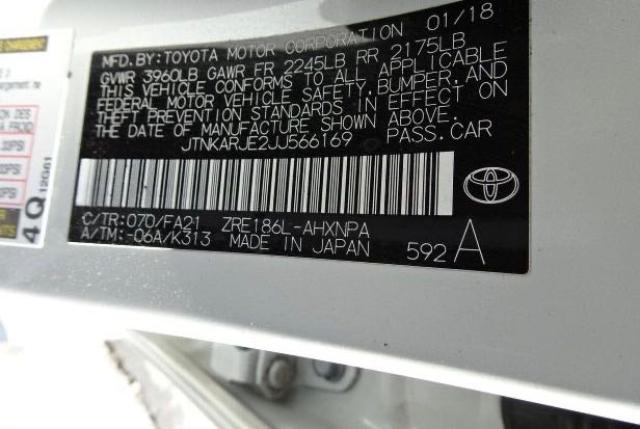 MFD.BY: TOYOTA MOTOR CORPORATION 01/18
GVWR 3960LB GAWR FR 2245LB RR 2175LB
THIS VEHICLE CONFORMS TO ALL APPLICABLE
FEDERAL MOTOR VEHICLE SAFETY, BUMPER, AND
THEFT PREVENTION STANDARDS IN EFFECT ON
THE DATE OF MANUFACTURE SHOWN ABOVE.
JTNKARJE2JJ566169 PASS.CAR
C/TR: 070/FA21 ZRE186L-AHXNPA
A/TM: -06A/K313 MADE IN JAPAN 592 A
4Q 12G61